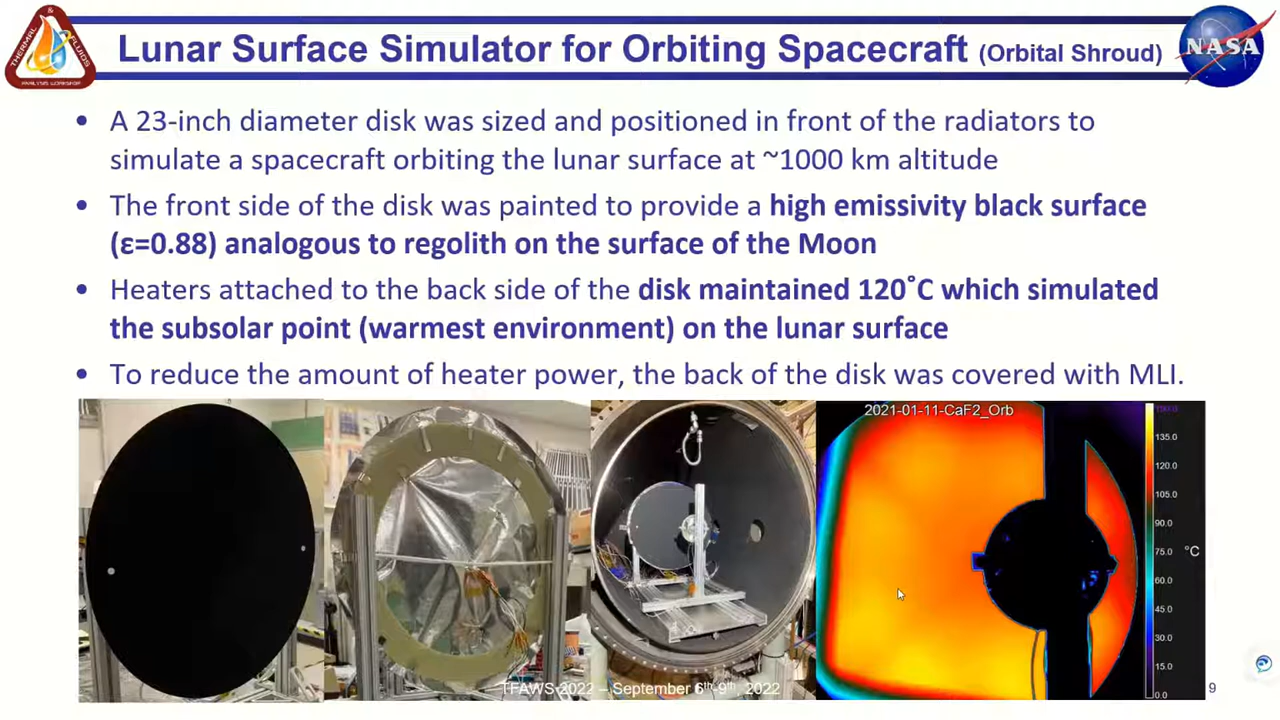 Lunar Surface Simulator for Orbiting Spacecraft (Orbital Shroud)
THERMAL & FLUIDS
ANALYSIS WORKSHOP
NASA
• A 23-inch diameter disk was sized and positioned in front of the radiators to
simulate a spacecraft orbiting the lunar surface at ~1000 km altitude
• The front side of the disk was painted to provide a high emissivity black surface
(ε=0.88) analogous to regolith on the surface of the Moon
• Heaters attached to the back side of the disk maintained 120˚C which simulated
the subsolar point (warmest environment) on the lunar surface
• To reduce the amount of heater power, the back of the disk was covered with MLI.
2021-01-11-CaF2_Orb
150.0
135.0
120.0
105.0
90.0
75.0
°C
60.0
45.0
30.0
15.0
0.0
TFAWS 2022 – September 6th-9th, 2022
9